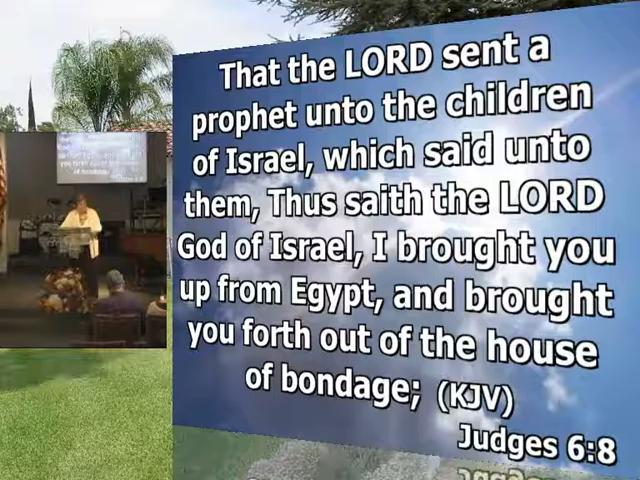 That the LORD sent a
prophet unto the children
of Israel, which said unto
them, Thus saith the LORD
God of Israel, I brought you
up from Egypt, and brought
you forth out of the house
of bondage; (KJV)
Judges 6:8